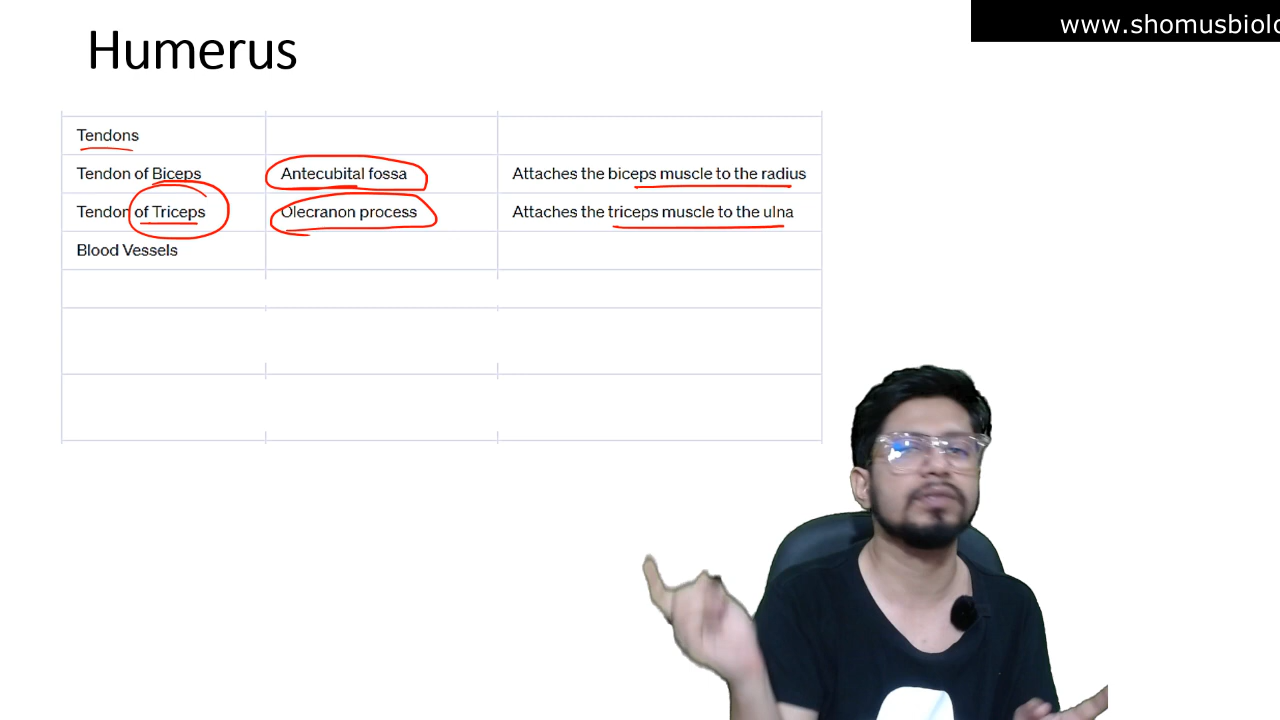 www.shomusbiolo
Humerus
Tendons
Tendon of Biceps Antecubital fossa Attaches the biceps muscle to the radius
Tendon of Triceps Olecranon process Attaches the triceps muscle to the ulna
Blood Vessels